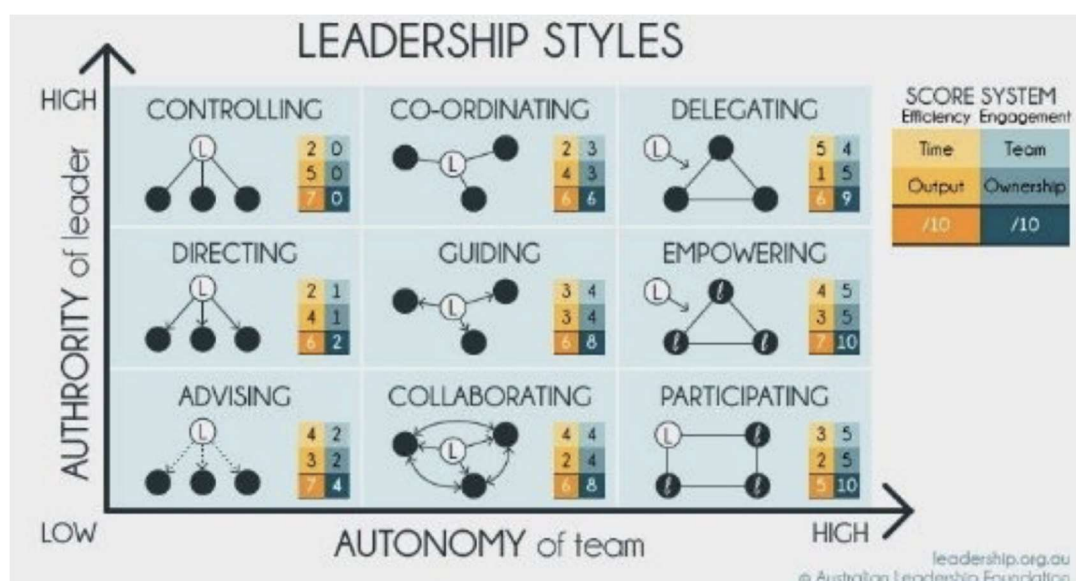 LEADERSHIP STYLES
HIGH
AUTHRORITY of leader
LOW
CONTROLLING
L
2 0
5 0
7 0
CO-ORDINATING
L
2 3
4 3
6 6
DELEGATING
L
5 4
1 5
6 9
DIRECTING
L
2 1
4 1
6 2
GUIDING
L
3 4
3 4
6 8
EMPOWERING
L
l
l l
4 5
3 5
7 10
ADVISING
L
4 2
3 2
7 4
COLLABORATING
L
4 4
2 4
6 8
PARTICIPATING
L l
l l
3 5
2 5
5 10
AUTONOMY of team
HIGH
SCORE SYSTEM
Efficiency Engagement
Time Team
Output Ownership
/10 /10
leadership.org.au
© Australian Leadership Foundation